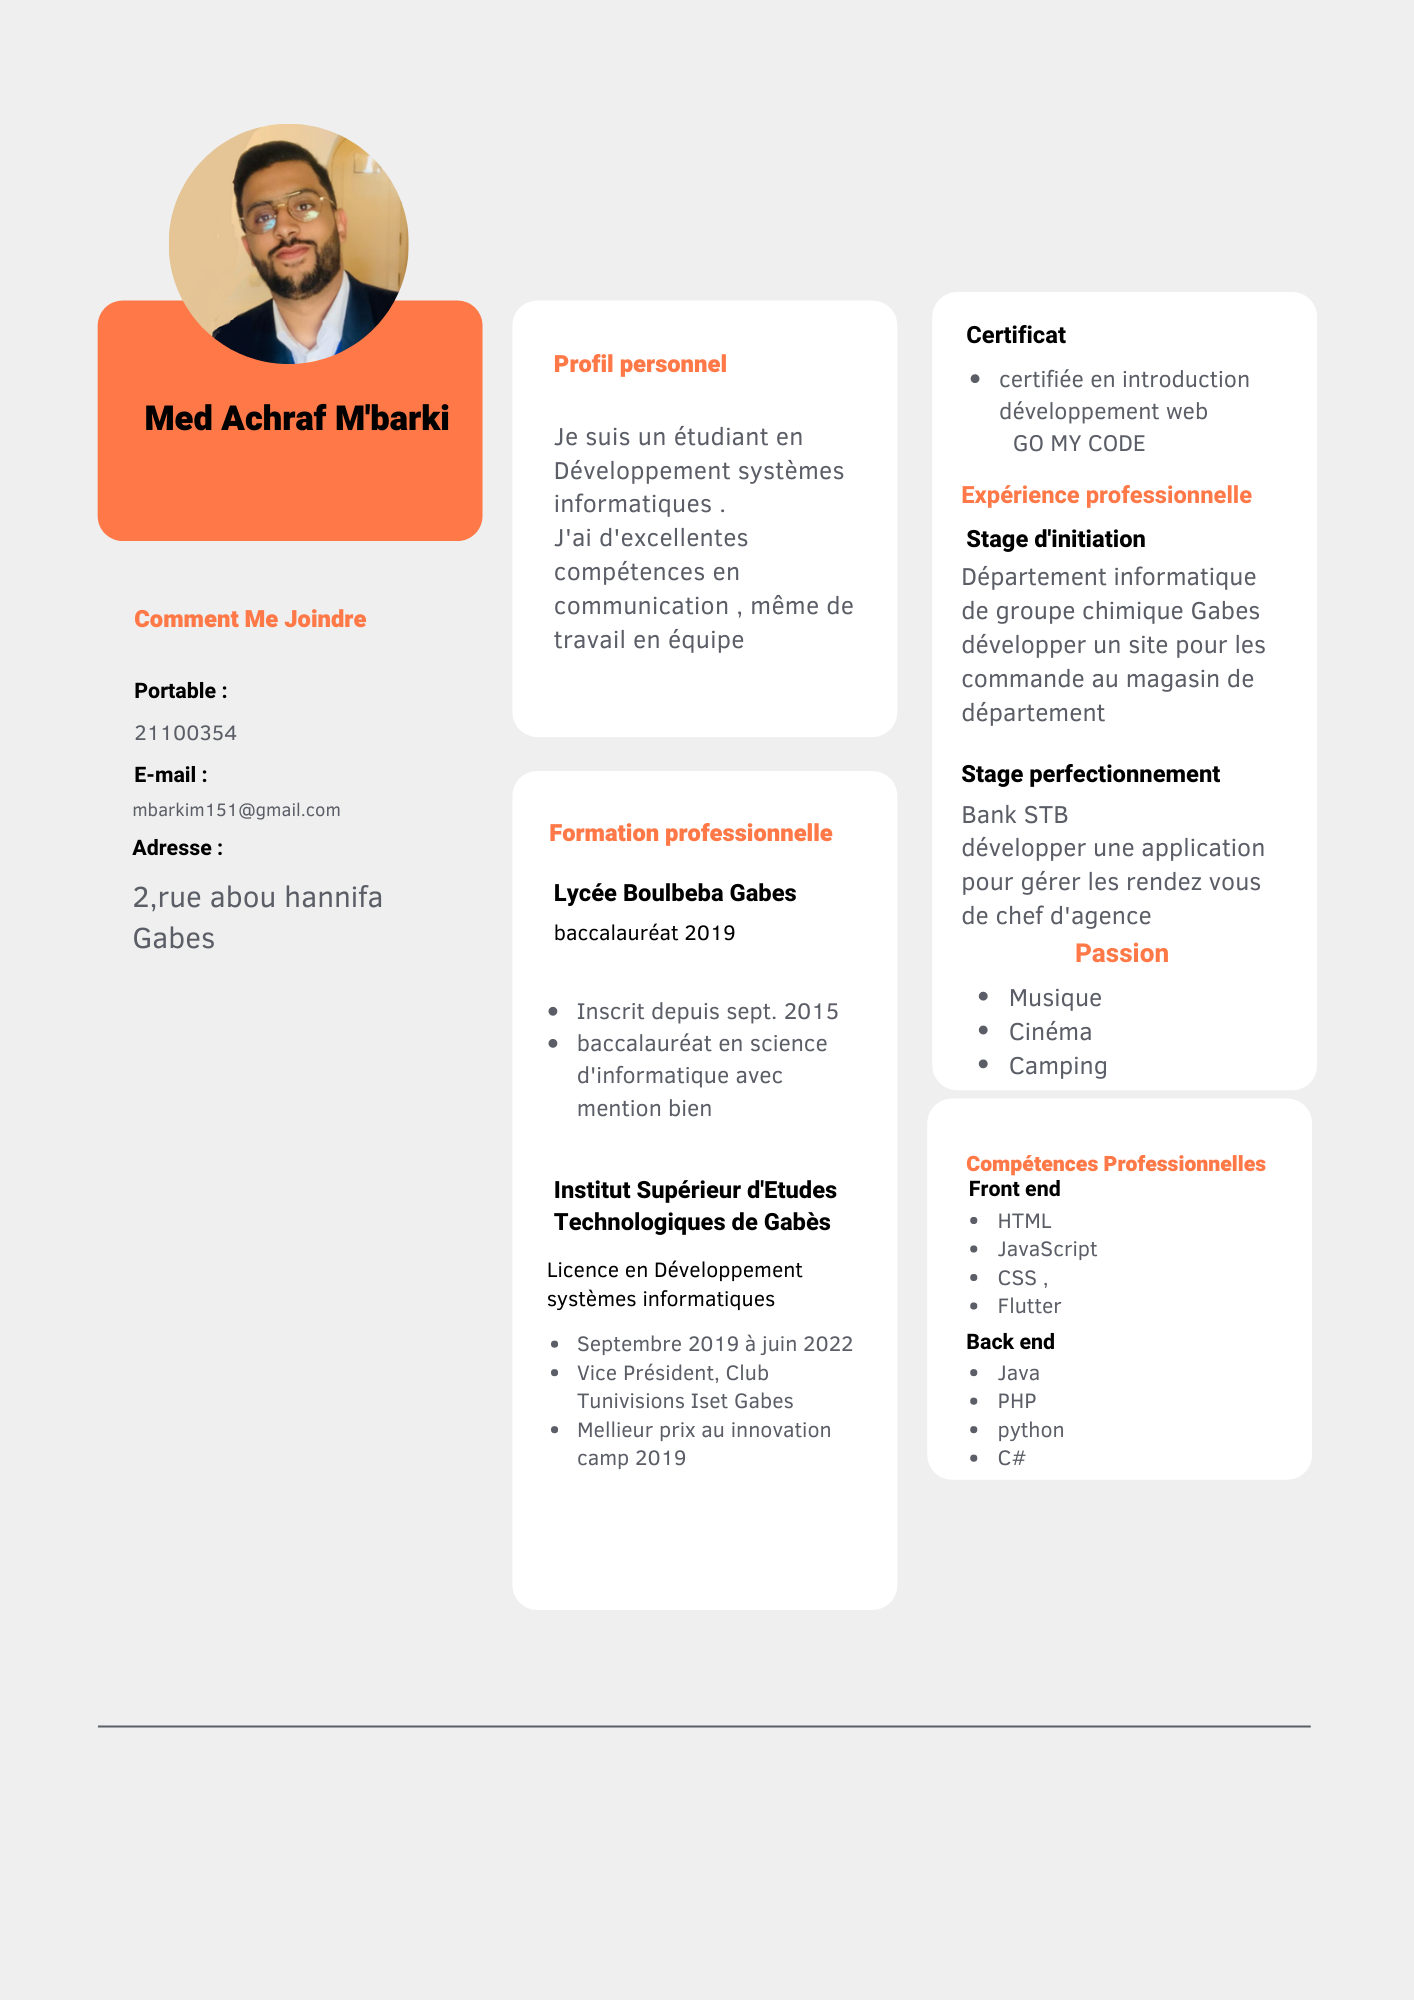 Med Achraf M'barki
Comment Me Joindre
Portable :
21100354
E-mail :
mbarkim151@gmail.com
Adresse :
2,rue abou hannifa
Gabes
Profil personnel
Je suis un étudiant en
Développement systèmes
informatiques .
J'ai d'excellentes
compétences en
communication , même de
travail en équipe
Formation professionnelle
Lycée Boulbeba Gabes
baccalauréat 2019
• Inscrit depuis sept. 2015
• baccalauréat en science
d'informatique avec
mention bien
Institut Supérieur d'Etudes
Technologiques de Gabès
Licence en Développement
systèmes informatiques
• Septembre 2019 à juin 2022
• Vice Président, Club
Tunivisions Iset Gabes
• Mellieur prix au innovation
camp 2019
Certificat
• certifiée en introduction
développement web
GO MY CODE
Expérience professionnelle
Stage d'initiation
Département informatique
de groupe chimique Gabes
développer un site pour les
commande au magasin de
département
Stage perfectionnement
Bank STB
développer une application
pour gérer les rendez vous
de chef d'agence
Passion
• Musique
• Cinéma
• Camping
Compétences Professionnelles
Front end
• HTML
• JavaScript
• CSS ,
• Flutter
Back end
• Java
• PHP
• python
• C#